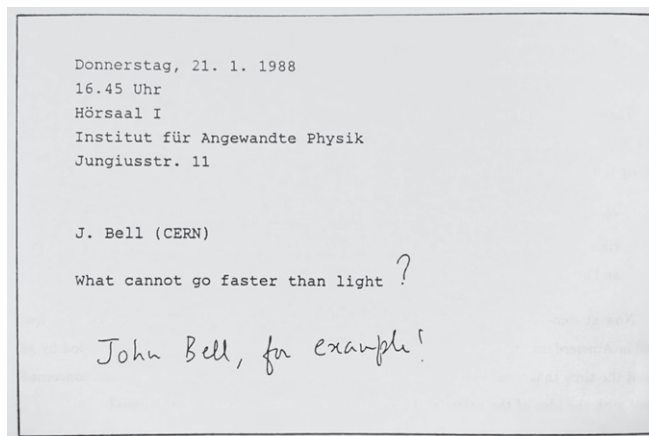 Donnerstag, 21. 1. 1988
16.45 Uhr
Hörsaal I
Institut für Angewandte Physik
Jungiusstr. 11
J. Bell (CERN)
What cannot go faster than light ?
John Bell, for example!